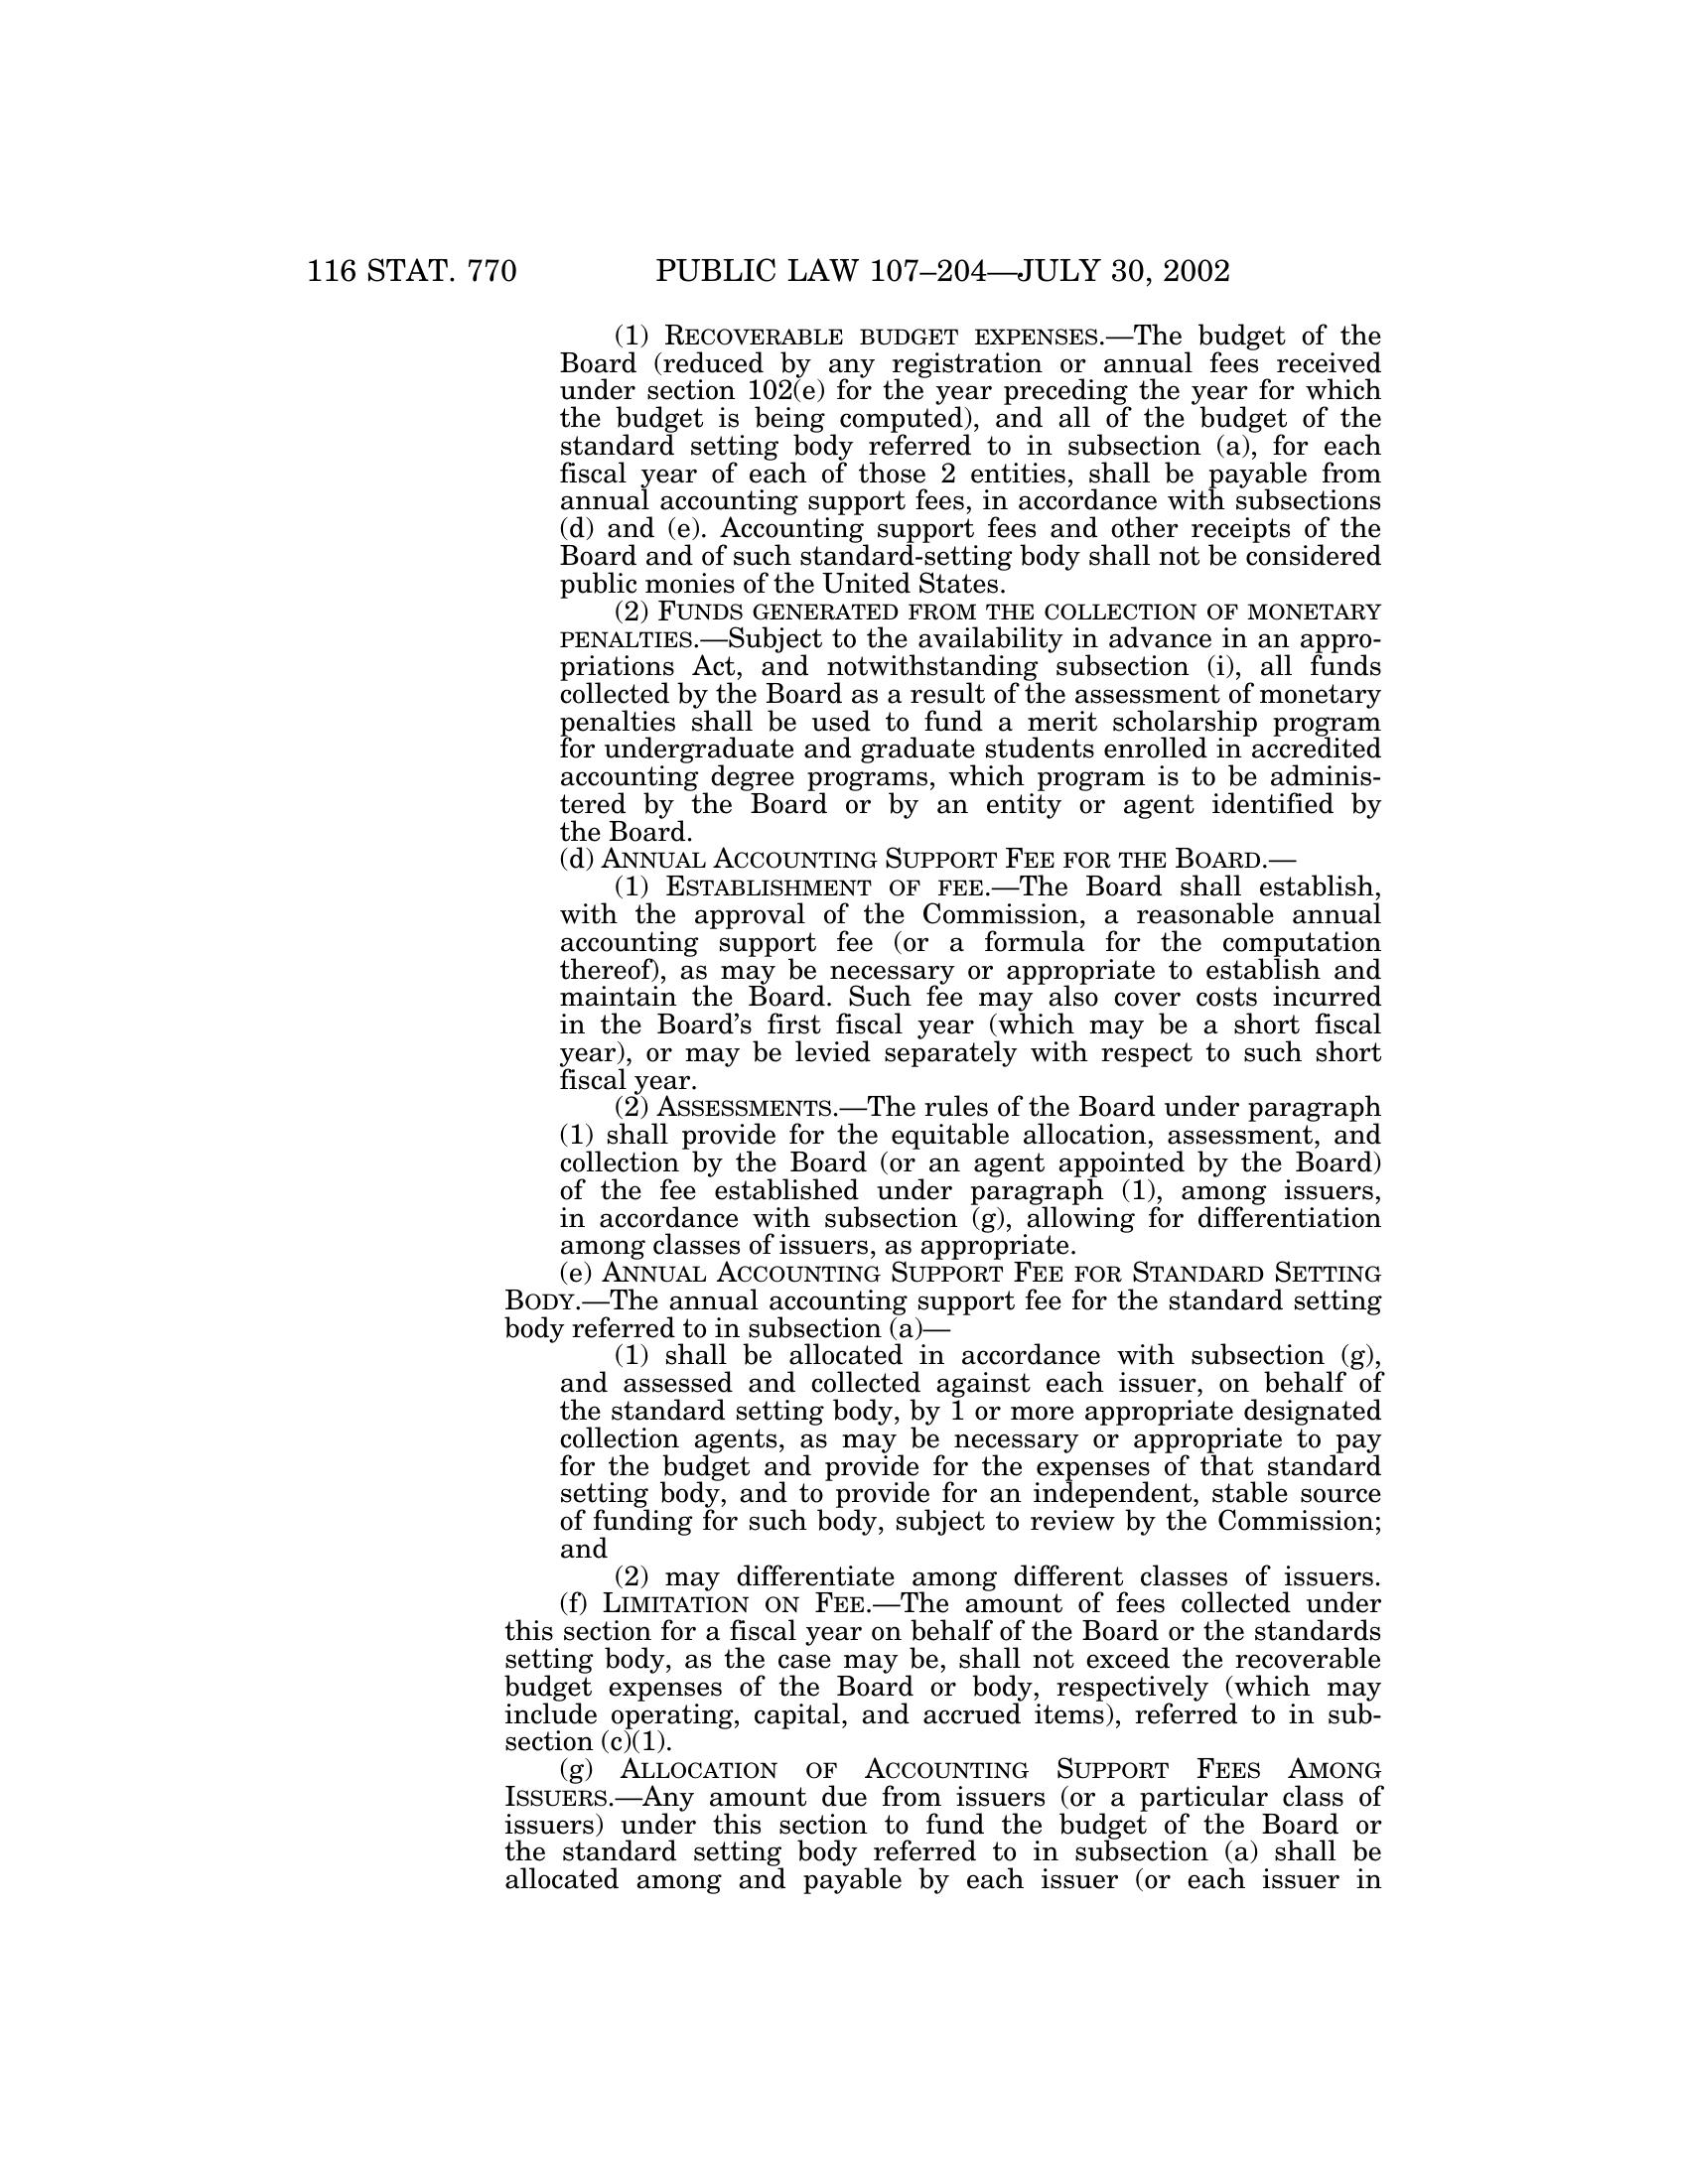 116 STAT. 770 PUBLIC LAW 107–204—JULY 30, 2002
(1) RECOVERABLE BUDGET EXPENSES.—The budget of the
Board (reduced by any registration or annual fees received
under section 102(e) for the year preceding the year for which
the budget is being computed), and all of the budget of the
standard setting body referred to in subsection (a), for each
fiscal year of each of those 2 entities, shall be payable from
annual accounting support fees, in accordance with subsections
(d) and (e). Accounting support fees and other receipts of the
Board and of such standard-setting body shall not be considered
public monies of the United States.
(2) FUNDS GENERATED FROM THE COLLECTION OF MONETARY
PENALTIES.—Subject to the availability in advance in an appro-
priations Act, and notwithstanding subsection (i), all funds
collected by the Board as a result of the assessment of monetary
penalties shall be used to fund a merit scholarship program
for undergraduate and graduate students enrolled in accredited
accounting degree programs, which program is to be adminis-
tered by the Board or by an entity or agent identified by
the Board.
(d) ANNUAL ACCOUNTING SUPPORT FEE FOR THE BOARD.—
(1) ESTABLISHMENT OF FEE.—The Board shall establish,
with the approval of the Commission, a reasonable annual
accounting support fee (or a formula for the computation
thereof), as may be necessary or appropriate to establish and
maintain the Board. Such fee may also cover costs incurred
in the Board's first fiscal year (which may be a short fiscal
year), or may be levied separately with respect to such short
fiscal year.
(2) ASSESSMENTS.—The rules of the Board under paragraph
(1) shall provide for the equitable allocation, assessment, and
collection by the Board (or an agent appointed by the Board)
of the fee established under paragraph (1), among issuers,
in accordance with subsection (g), allowing for differentiation
among classes of issuers, as appropriate.
(e) ANNUAL ACCOUNTING SUPPORT FEE FOR STANDARD SETTING
BODY.—The annual accounting support fee for the standard setting
body referred to in subsection (a)—
(1) shall be allocated in accordance with subsection (g),
and assessed and collected against each issuer, on behalf of
the standard setting body, by 1 or more appropriate designated
collection agents, as may be necessary or appropriate to pay
for the budget and provide for the expenses of that standard
setting body, and to provide for an independent, stable source
of funding for such body, subject to review by the Commission;
and
(2) may differentiate among different classes of issuers.
(f) LIMITATION ON FEE.—The amount of fees collected under
this section for a fiscal year on behalf of the Board or the standards
setting body, as the case may be, shall not exceed the recoverable
budget expenses of the Board or body, respectively (which may
include operating, capital, and accrued items), referred to in sub-
section (c)(1).
(g) ALLOCATION OF ACCOUNTING SUPPORT FEES AMONG
ISSUERS.—Any amount due from issuers (or a particular class of
issuers) under this section to fund the budget of the Board or
the standard setting body referred to in subsection (a) shall be
allocated among and payable by each issuer (or each issuer in